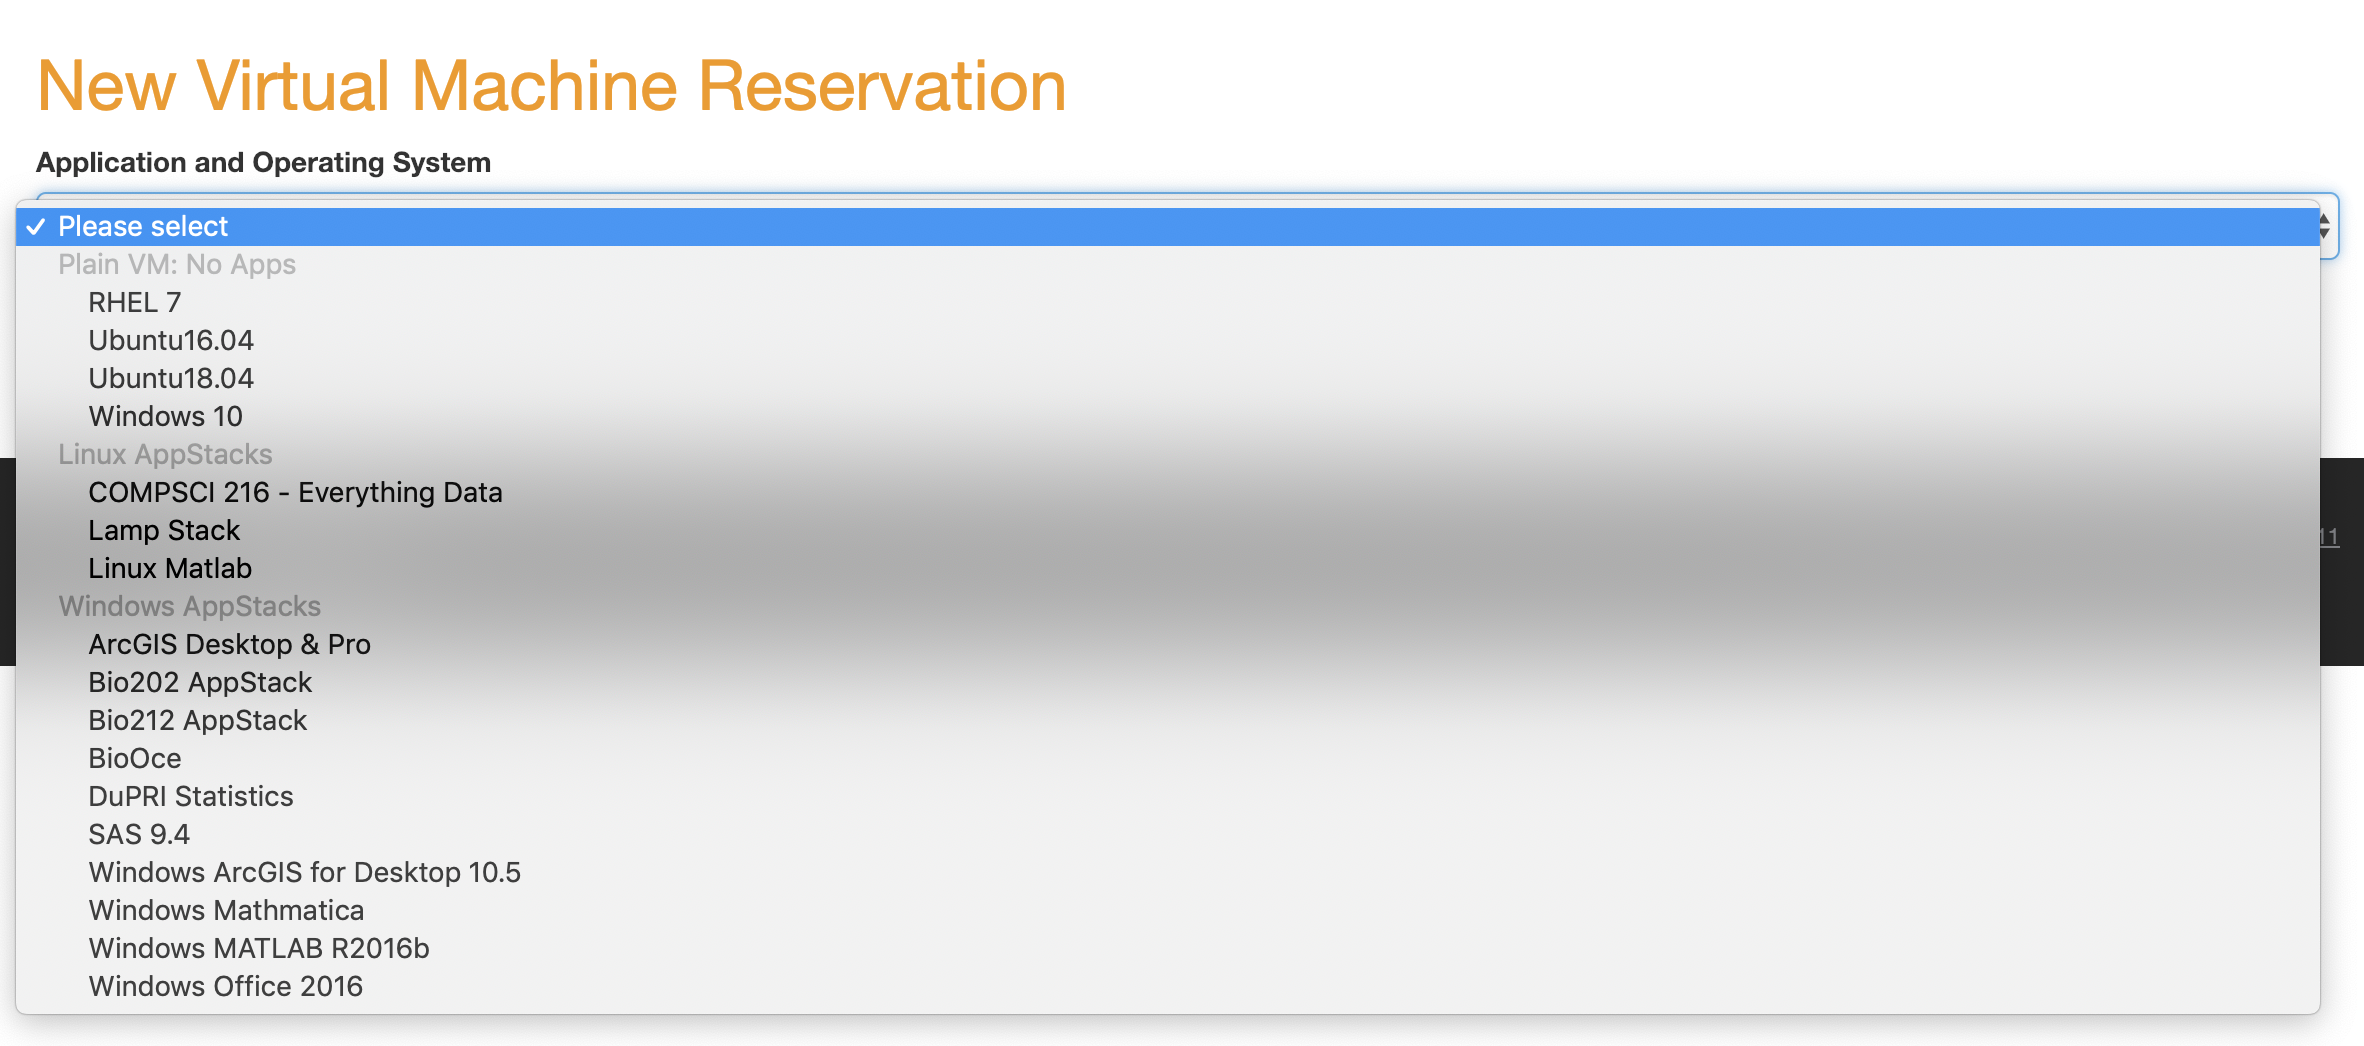 New Virtual Machine Reservation
Application and Operating System
✓ Please select
Plain VM: No Apps
RHEL 7
Ubuntu16.04
Ubuntu18.04
Windows 10
Linux AppStacks
COMPSCI 216 - Everything Data
Lamp Stack
Linux Matlab
11
Windows AppStacks
ArcGIS Desktop & Pro
Bio202 AppStack
Bio212 AppStack
BioOce
DuPRI Statistics
SAS 9.4
Windows ArcGIS for Desktop 10.5
Windows Mathmatica
Windows MATLAB R2016b
Windows Office 2016